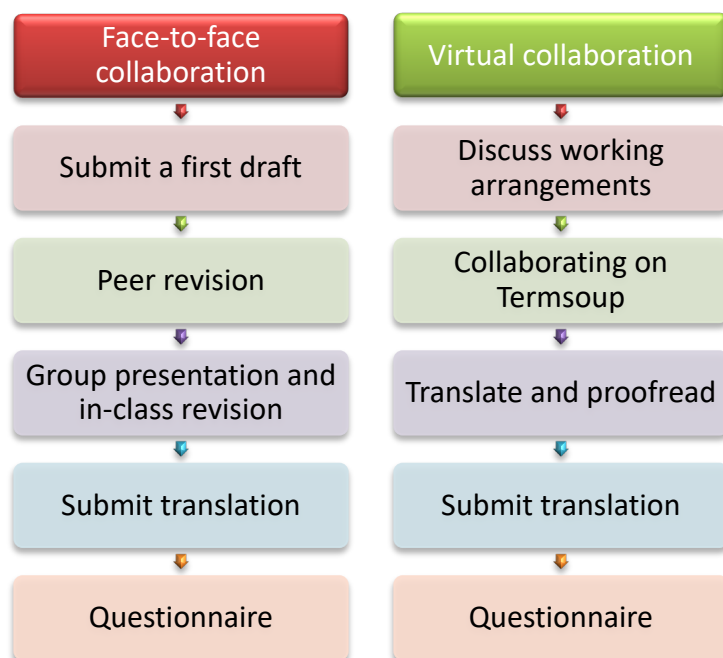 Face-to-face
collaboration
Submit a first draft
Peer revision
Group presentation and
in-class revision
Submit translation
Questionnaire
Virtual collaboration
Discuss working
arrangements
Collaborating on
Termsoup
Translate and proofread
Submit translation
Questionnaire